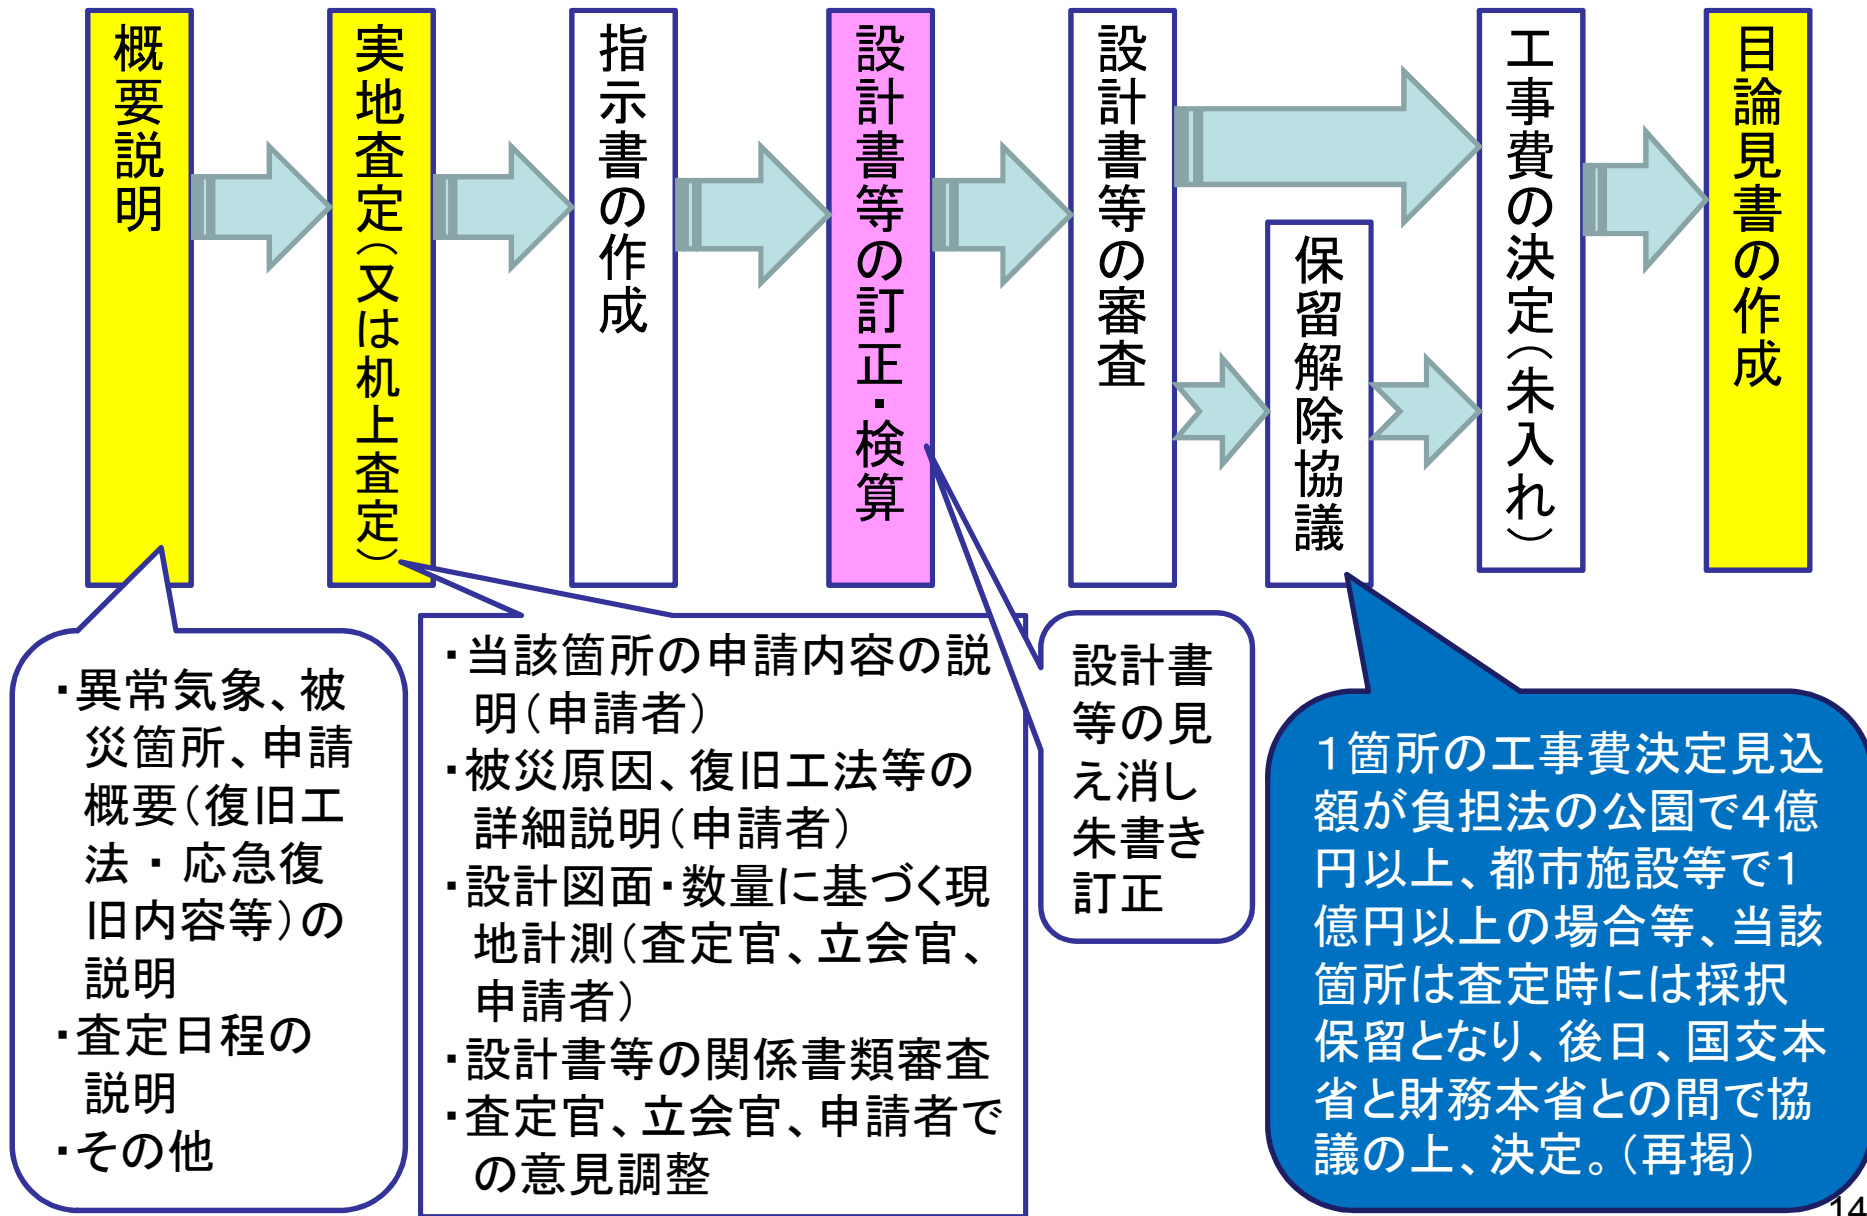 概要説明
実地査定（又は机上査定）
指示書の作成
設計書等の訂正・検算
設計書等の審査
保留解除協議
工事費の決定（朱入れ）
目論見書の作成
・異常気象、被
災箇所、申請
概要（復旧工
法・応急復
旧内容等）の
説明
・査定日程の
説明
・その他
・当該箇所の申請内容の説
明（申請者）
・被災原因、復旧工法等の
詳細説明（申請者）
・設計図面・数量に基づく現
地計測（査定官、立会官、
申請者）
・設計書等の関係書類審査
・査定官、立会官、申請者で
の意見調整
設計書
等の見
え消し
朱書き
訂正
１箇所の工事費決定見込
額が負担法の公園で４億
円以上、都市施設等で１
億円以上の場合等、当該
箇所は査定時には採択
保留となり、後日、国交本
省と財務本省との間で協
議の上、決定。（再掲）
14